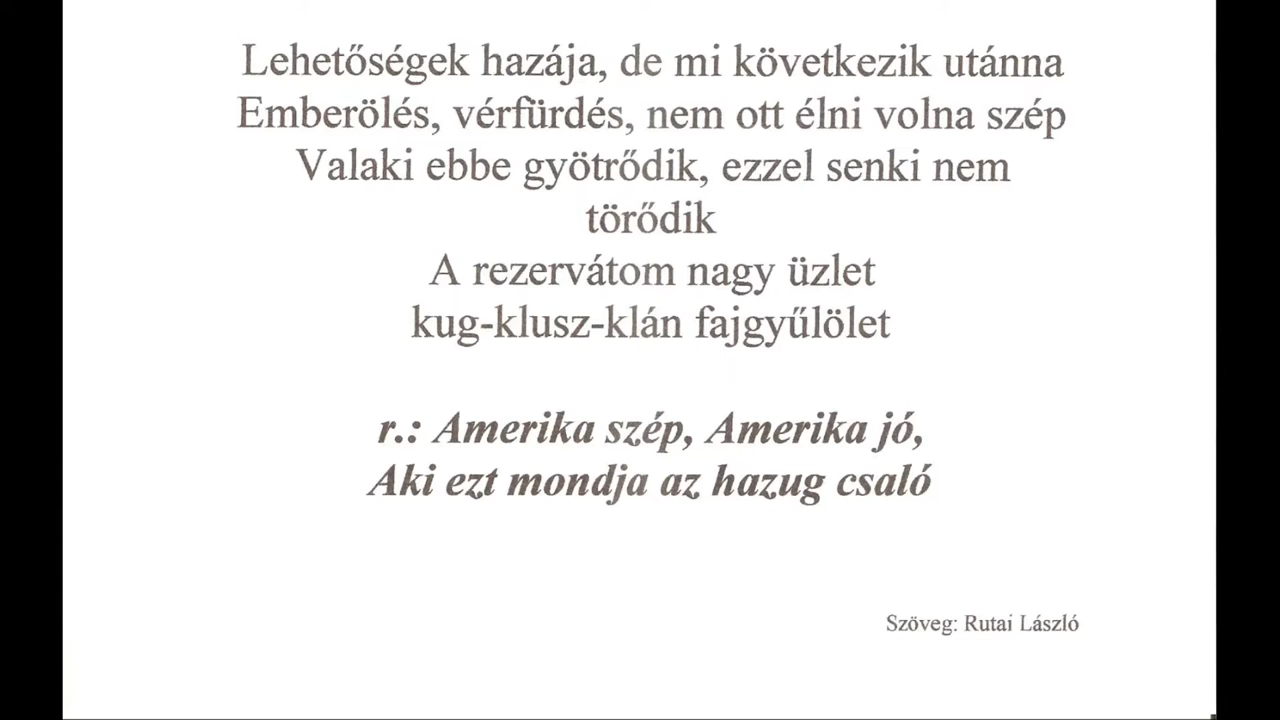 Lehetőségek hazája, de mi következik utánna
Emberölés, vérfürdés, nem ott élni volna szép
Valaki ebbe gyötrődik, ezzel senki nem
törődik
A rezervátom nagy üzlet
kug-klusz-klán fajgyűlölet
r.: Amerika szép, Amerika jó,
Aki ezt mondja az hazug csaló
Szöveg: Rutai László